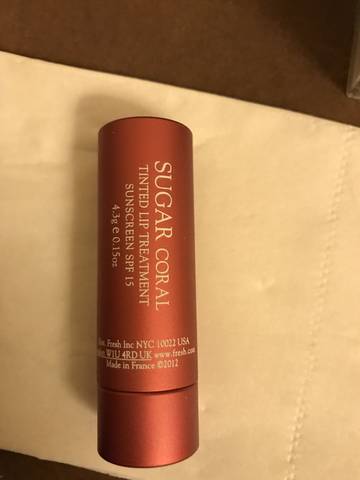 SUGAR CORAL
TINTED LIP TREATMENT
SUNSCREEN SPF 15
4.3g e 0.15oz
Fresh Inc NYC 10022 USA
W1U 4RD UK www.fresh.com
Made in France ©2012